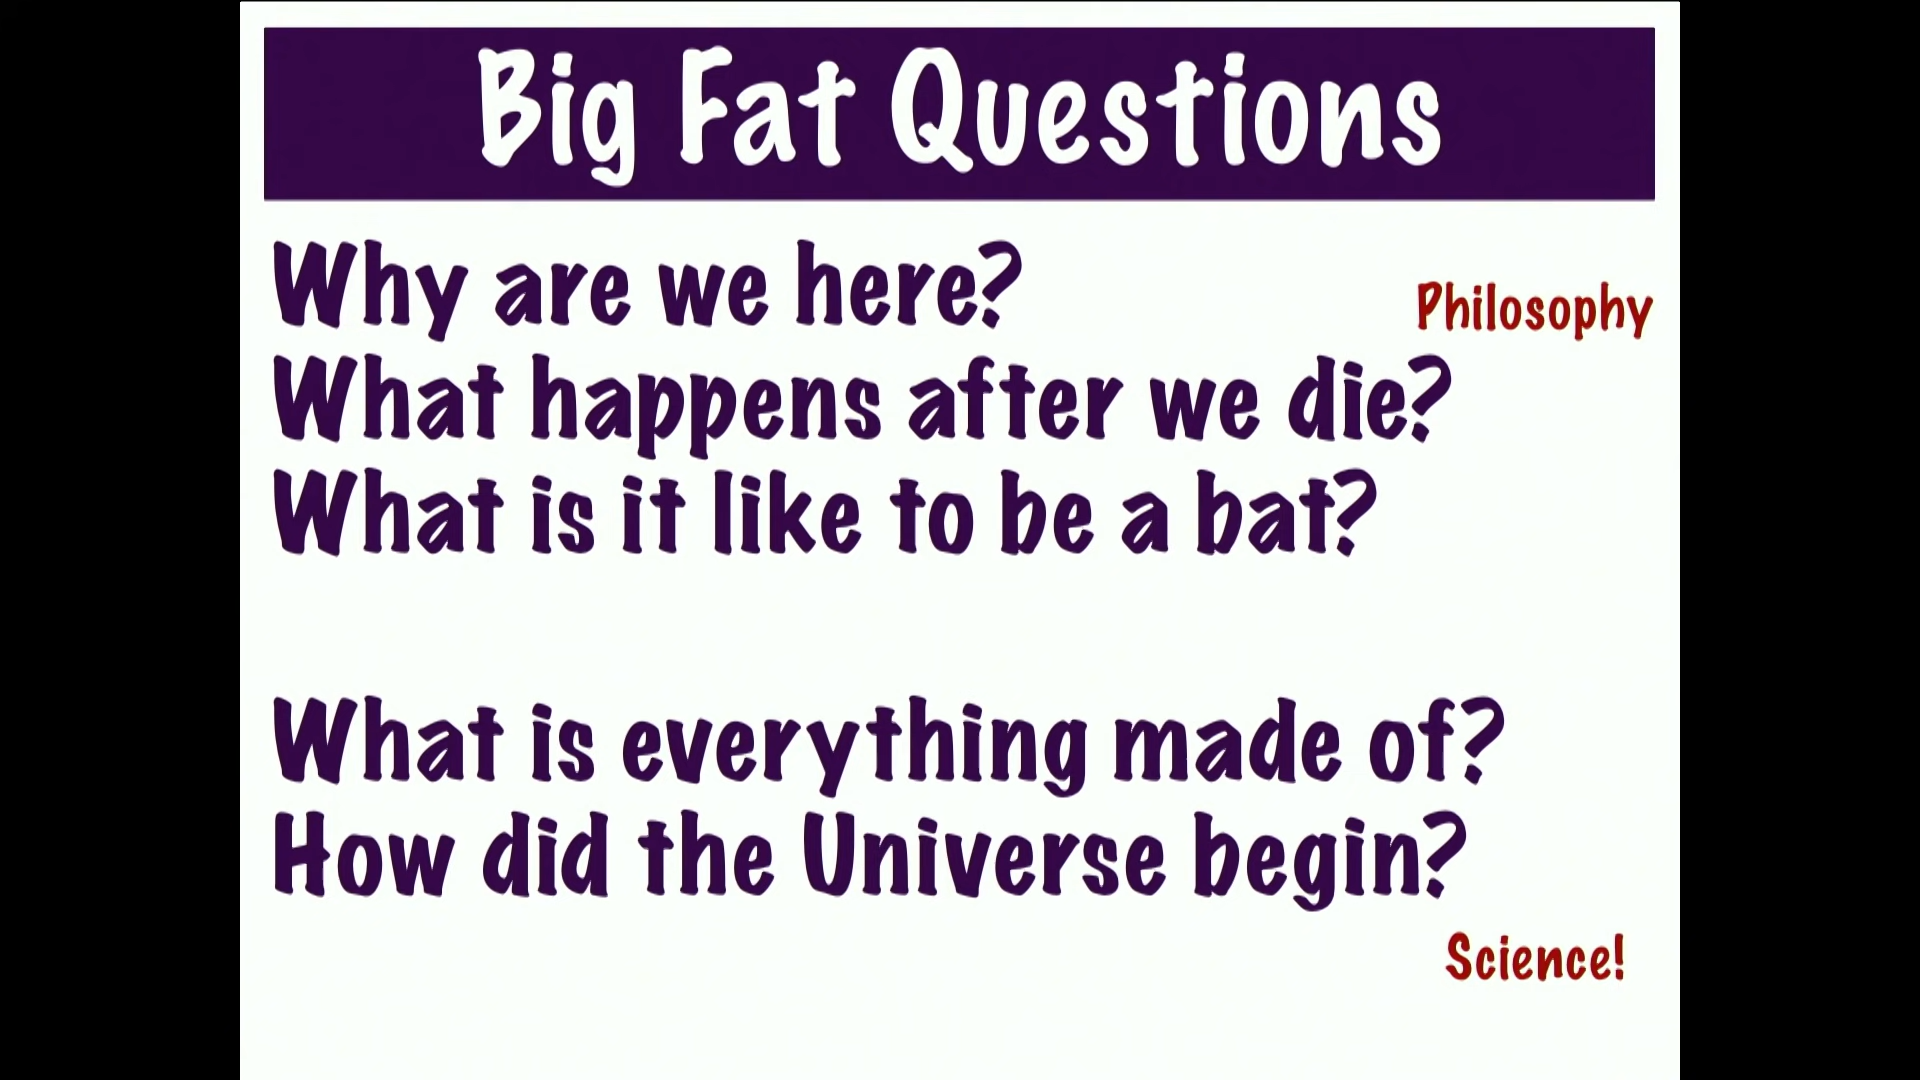 Big Fat Questions
Why are we here?
Philosophy
What happens after we die?
What is it like to be a bat?
What is everything made of?
How did the Universe begin?
Science!